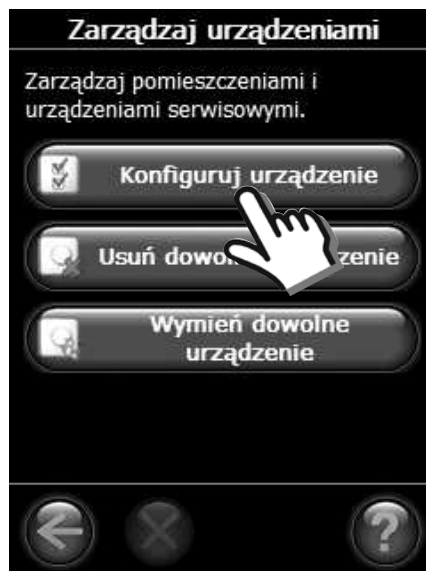 Zarządzaj urządzeniami
Zarządzaj pomieszczeniami i
urządzeniami serwisowymi.
Konfiguruj urządzenie
Usuń
Wymień dowolne
urządzenie
?